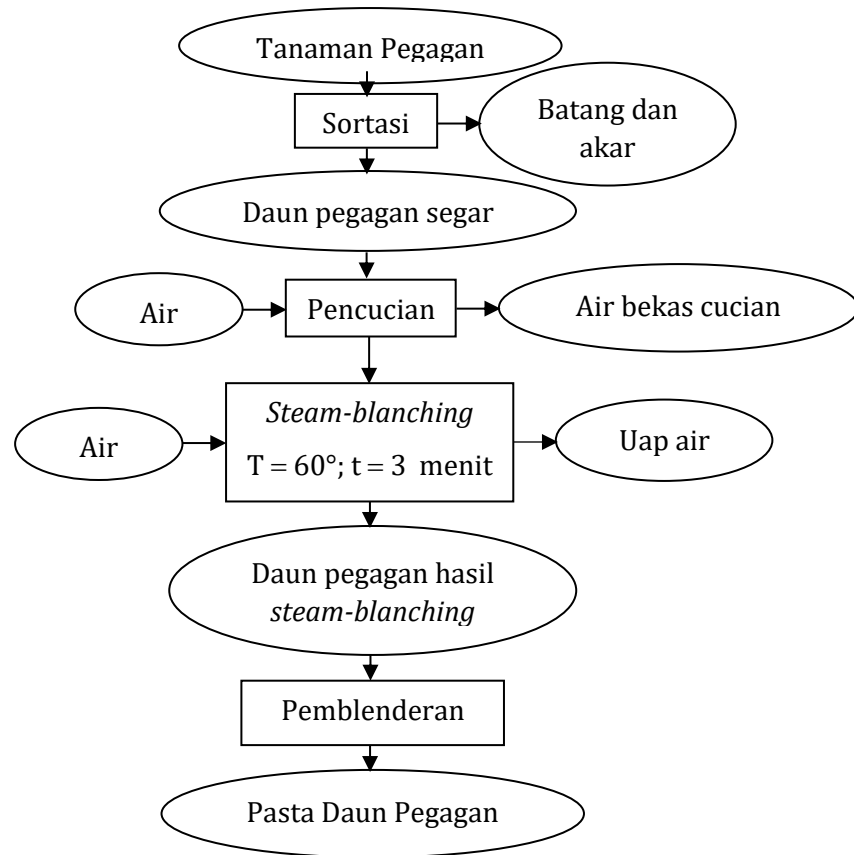 Tanaman Pegagan
Sortasi
Batang dan
akar
Daun pegagan segar
Air
Pencucian
Air bekas cucian
Air
Steam-blanching
T = 60°; t = 3 menit
Uap air
Daun pegagan hasil
steam-blanching
Pemblenderan
Pasta Daun Pegagan